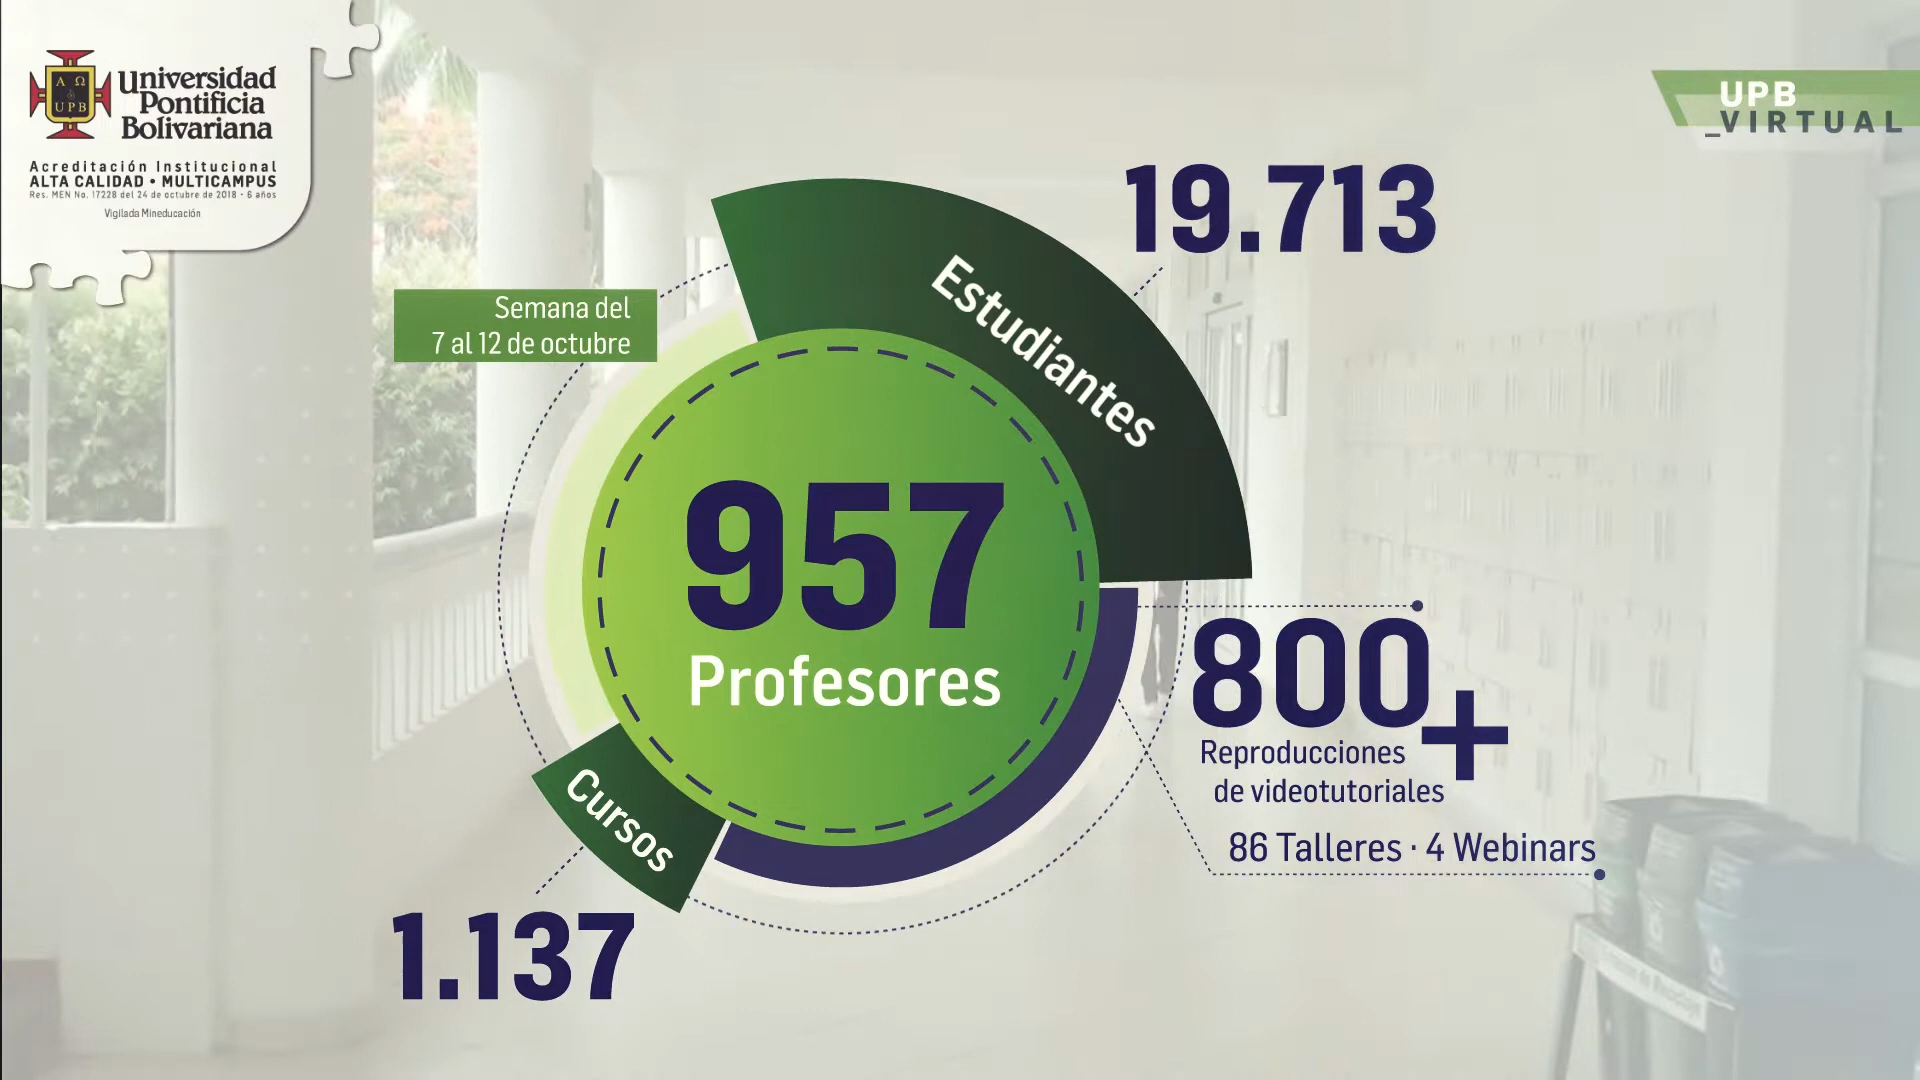 Α Ω
UPB
Universidad
Pontificia
Bolivariana
Acreditación Institucional
ALTA CALIDAD • MULTICAMPUS
Res. MEN No. 17228 del 24 de octubre de 2018 - 6 años
Vigilada Mineducación
UPB
_VIRTUAL
19.713
Estudiantes
Semana del
7 al 12 de octubre
957
Profesores
800+
Reproducciones
de videotutoriales
86 Talleres · 4 Webinars
Cursos
1.137